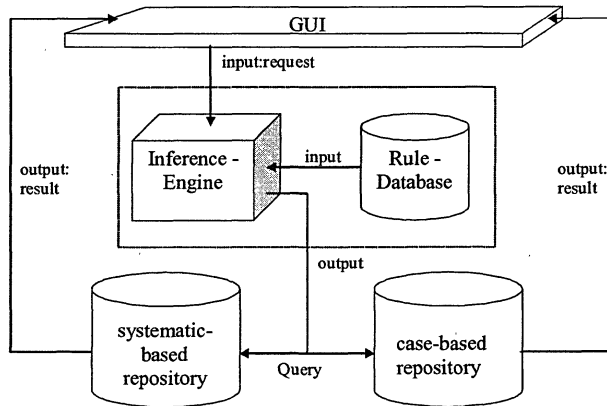 GUI
input:request
Inference -
Engine
input
Rule -
Database
output:
result
output:
result
output
systematic-
based
repository
Query
case-based
repository